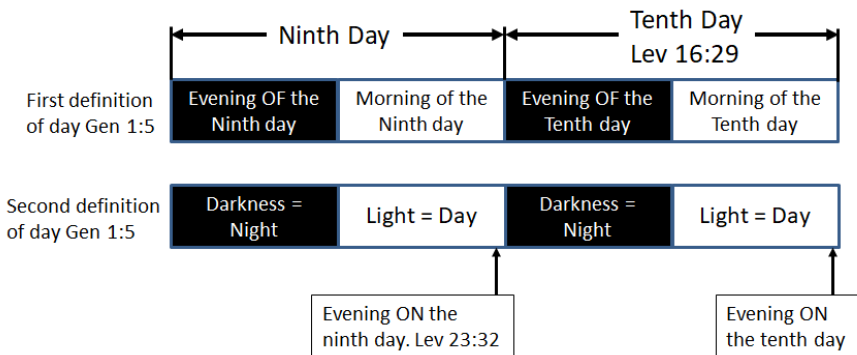 Ninth Day
Tenth Day
Lev 16:29
First definition
of day Gen 1:5
Evening OF the
Ninth day
Morning of the
Ninth day
Evening OF the
Tenth day
Morning of the
Tenth day
Second definition
of day Gen 1:5
Darkness =
Night
Light = Day
Darkness =
Night
Light = Day
Evening ON the
ninth day. Lev 23:32
Evening ON
the tenth day